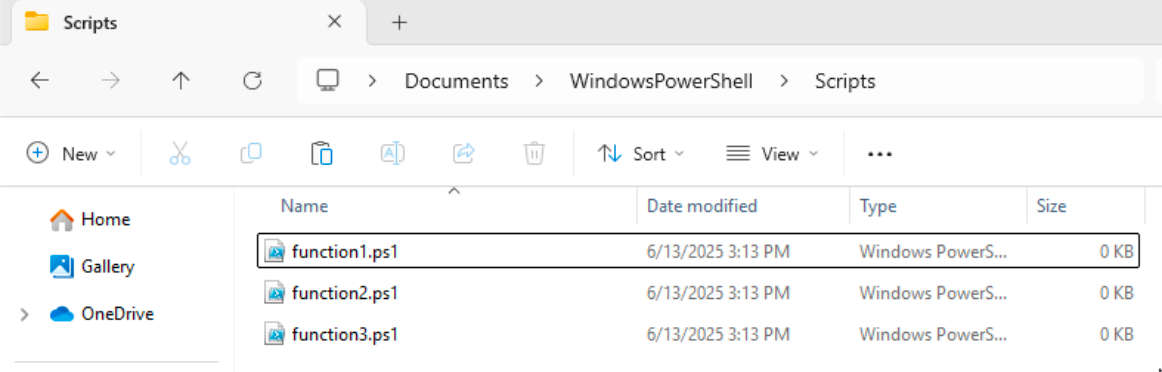 Scripts
Documents > WindowsPowerShell > Scripts
New Sort View ...
Name Date modified Type Size
Home
Gallery
OneDrive
function1.ps1 6/13/2025 3:13 PM Windows PowerS... 0 KB
function2.ps1 6/13/2025 3:13 PM Windows PowerS... 0 KB
function3.ps1 6/13/2025 3:13 PM Windows PowerS... 0 KB